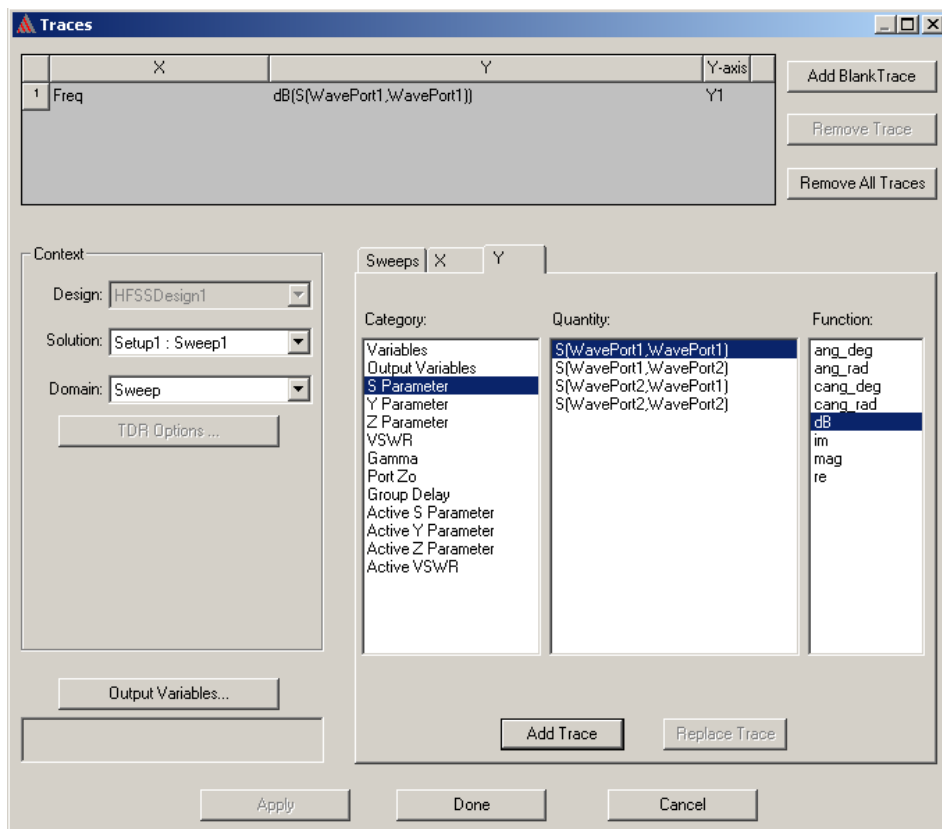 Traces
X Y Y-axis
1 Freq dB(S(WavePort1,WavePort1)) Y1
Add BlankTrace
Remove Trace
Remove All Traces
Context
Design: HFSSDesign1
Solution: Setup1 : Sweep1
Domain: Sweep
TDR Options ...
Output Variables...
Sweeps X Y
Category:
Variables
Output Variables
S Parameter
Y Parameter
Z Parameter
VSWR
Gamma
Port Zo
Group Delay
Active S Parameter
Active Y Parameter
Active Z Parameter
Active VSWR
Quantity:
S(WavePort1,WavePort1)
S(WavePort1,WavePort2)
S(WavePort2,WavePort1)
S(WavePort2,WavePort2)
Function:
ang_deg
ang_rad
cang_deg
cang_rad
dB
im
mag
re
Add Trace
Replace Trace
Apply
Done
Cancel